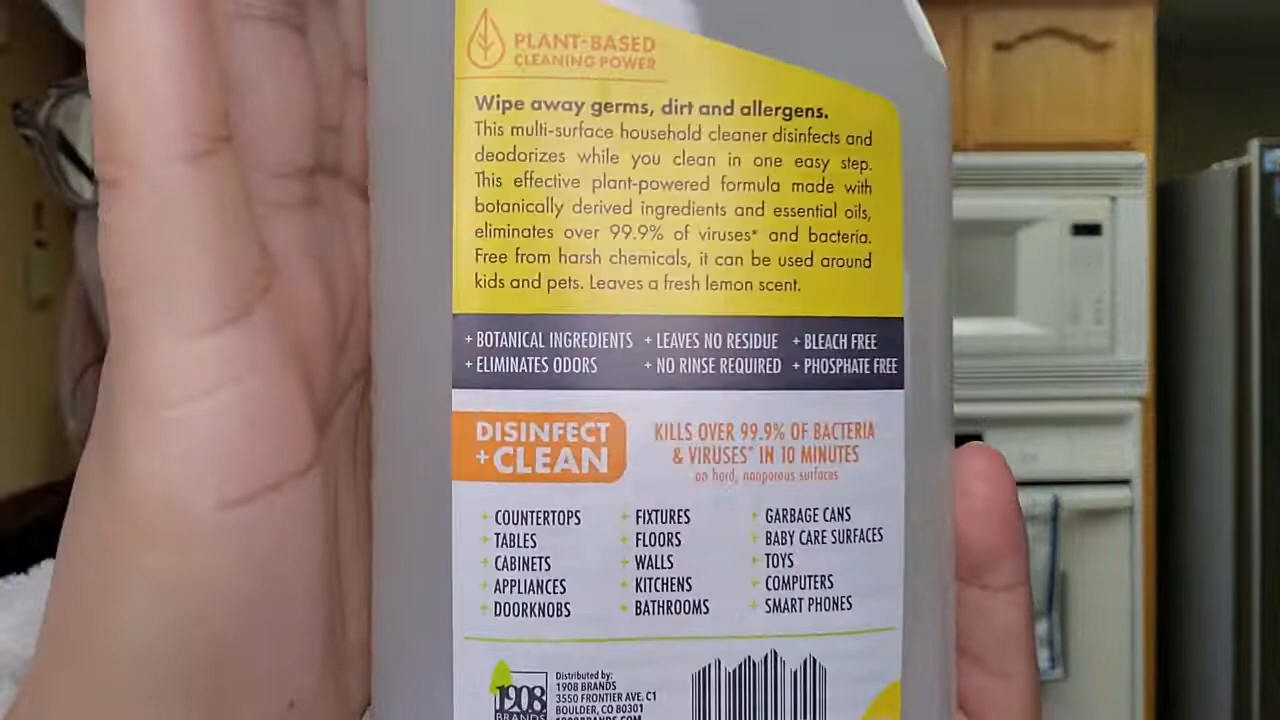 PLANT-BASED
CLEANING POWER
Wipe away germs, dirt and allergens.
This multi-surface household cleaner disinfects and
deodorizes while you clean in one easy step.
This effective plant-powered formula made with
botanically derived ingredients and essential oils,
eliminates over 99.9% of viruses* and bacteria.
Free from harsh chemicals, it can be used around
kids and pets. Leaves a fresh lemon scent.
+ BOTANICAL INGREDIENTS + LEAVES NO RESIDUE + BLEACH FREE
+ ELIMINATES ODORS + NO RINSE REQUIRED + PHOSPHATE FREE
DISINFECT
+CLEAN
KILLS OVER 99.9% OF BACTERIA
& VIRUSES* IN 10 MINUTES
on hard, nonporous surfaces
+ COUNTERTOPS
+ TABLES
+ CABINETS
+ APPLIANCES
+ DOORKNOBS
+ FIXTURES
+ FLOORS
+ WALLS
+ KITCHENS
+ BATHROOMS
+ GARBAGE CANS
+ BABY CARE SURFACES
+ TOYS
+ COMPUTERS
+ SMART PHONES
1908
BRANDS
Distributed by:
1908 BRANDS
3550 FRONTIER AVE, C1
BOULDER, CO 80301
1908BRANDS.COM